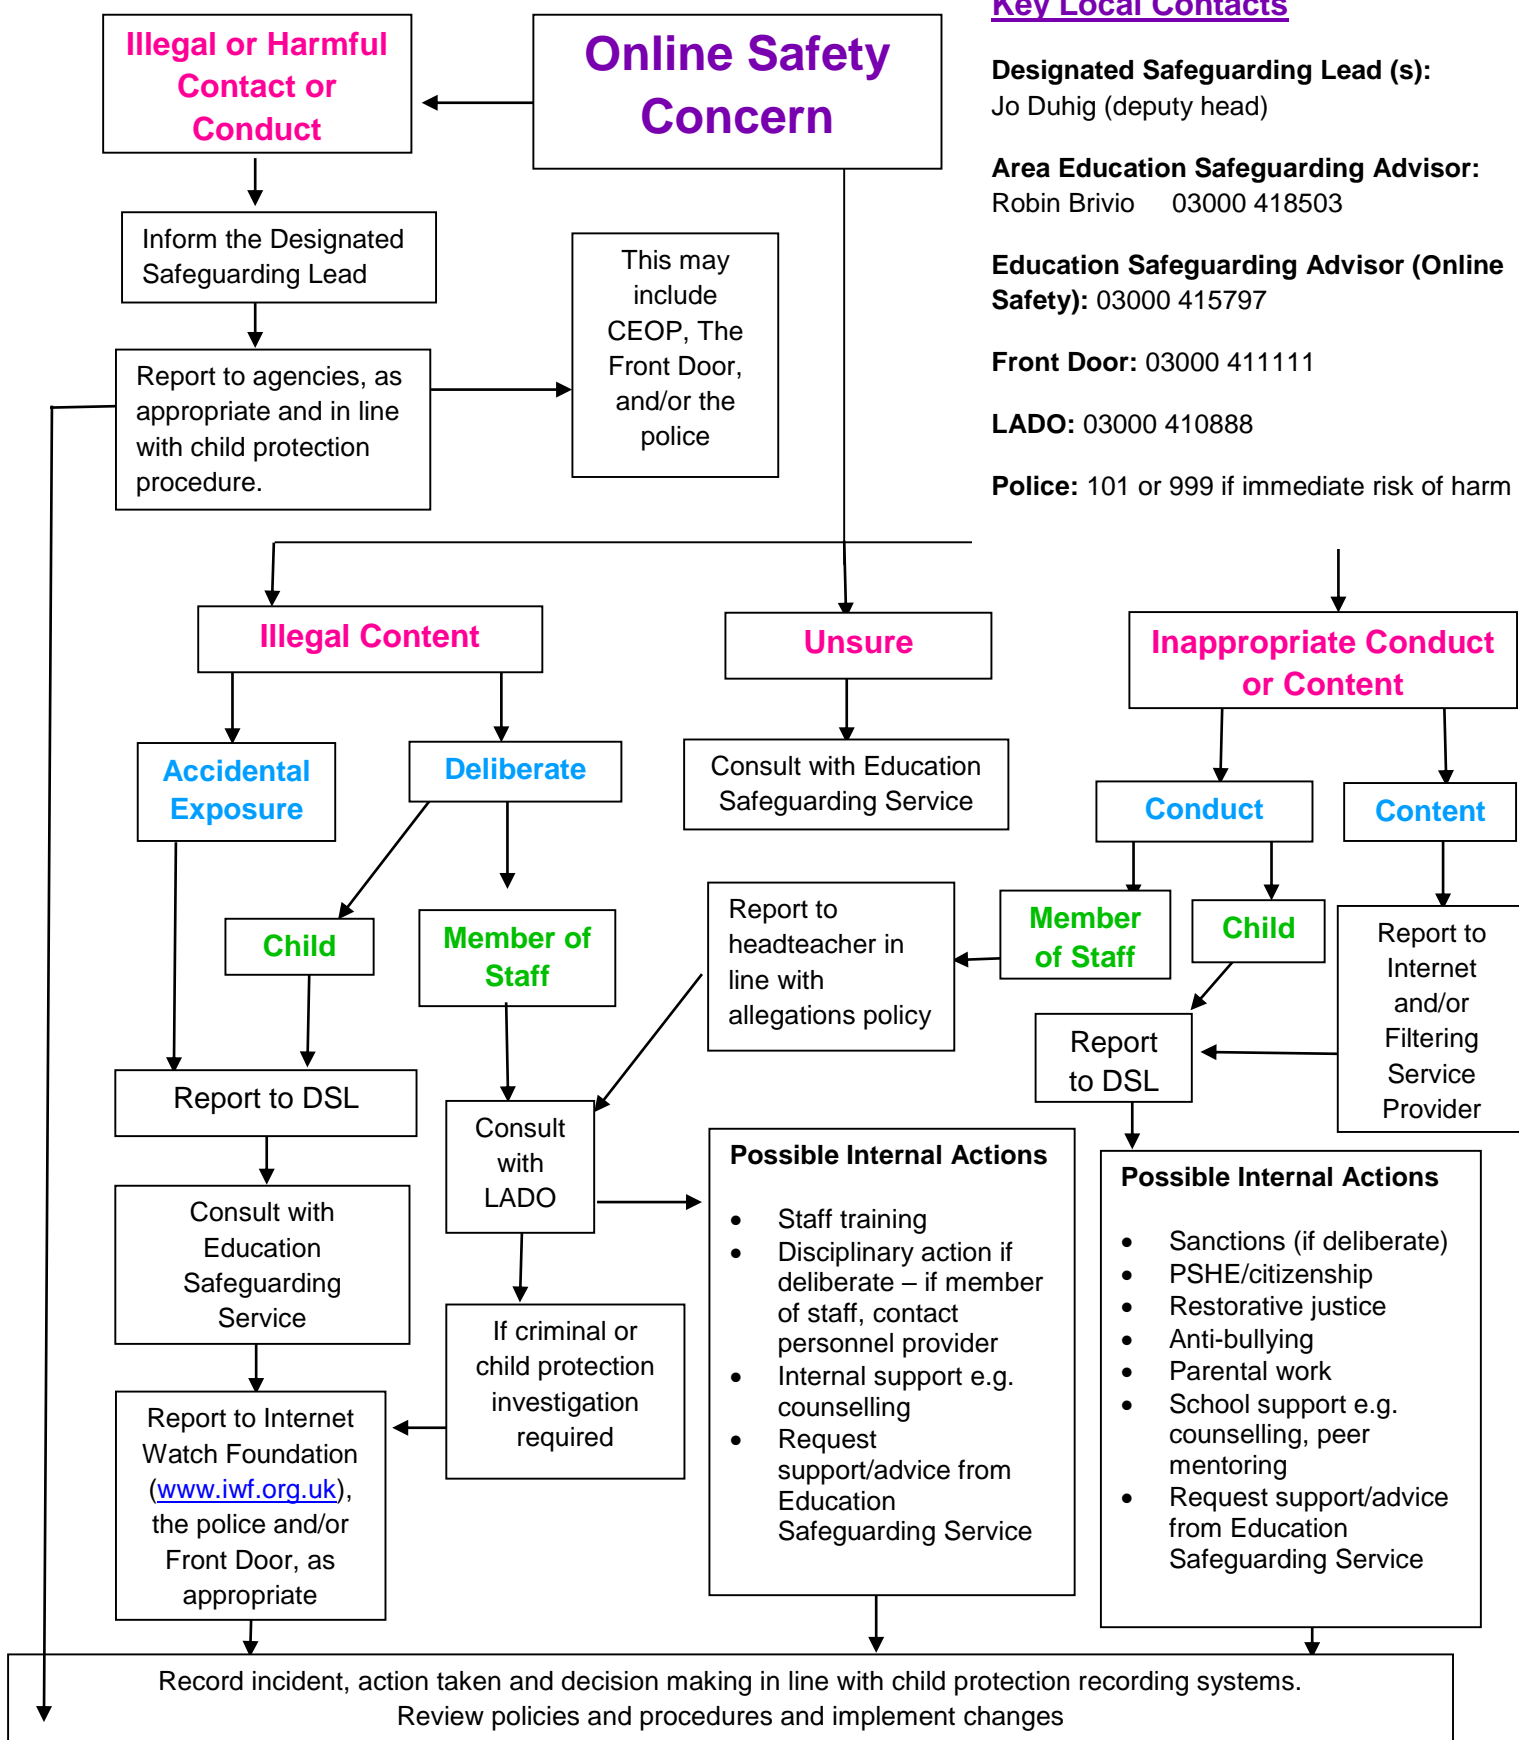 Key Local Contacts
Illegal or Harmful
Contact or
Conduct
Online Safety
Concern
Designated Safeguarding Lead (s):
Jo Duhig (deputy head)
Area Education Safeguarding Advisor:
Robin Brivio 03000 418503
Education Safeguarding Advisor (Online
Safety): 03000 415797
Front Door: 03000 411111
LADO: 03000 410888
Police: 101 or 999 if immediate risk of harm
Inform the Designated
Safeguarding Lead
This may
include
CEOP, The
Front Door,
and/or the
police
Report to agencies, as
appropriate and in line
with child protection
procedure.
Illegal Content
Unsure
Inappropriate Conduct
or Content
Accidental
Exposure
Deliberate
Consult with Education
Safeguarding Service
Conduct
Content
Child
Member of
Staff
Report to
headteacher in
line with
allegations policy
Member
of Staff
Child
Report to
Internet
and/or
Filtering
Service
Provider
Report to DSL
Consult
with
LADO
Report
to DSL
Consult with
Education
Safeguarding
Service
If criminal or
child protection
investigation
required
Report to Internet
Watch Foundation
(www.iwf.org.uk),
the police and/or
Front Door, as
appropriate
Possible Internal Actions
• Staff training
• Disciplinary action if
deliberate – if member
of staff, contact
personnel provider
• Internal support e.g.
counselling
• Request
support/advice from
Education
Safeguarding Service
Possible Internal Actions
• Sanctions (if deliberate)
• PSHE/citizenship
• Restorative justice
• Anti-bullying
• Parental work
• School support e.g.
counselling, peer
mentoring
• Request support/advice
from Education
Safeguarding Service
Record incident, action taken and decision making in line with child protection recording systems.
Review policies and procedures and implement changes